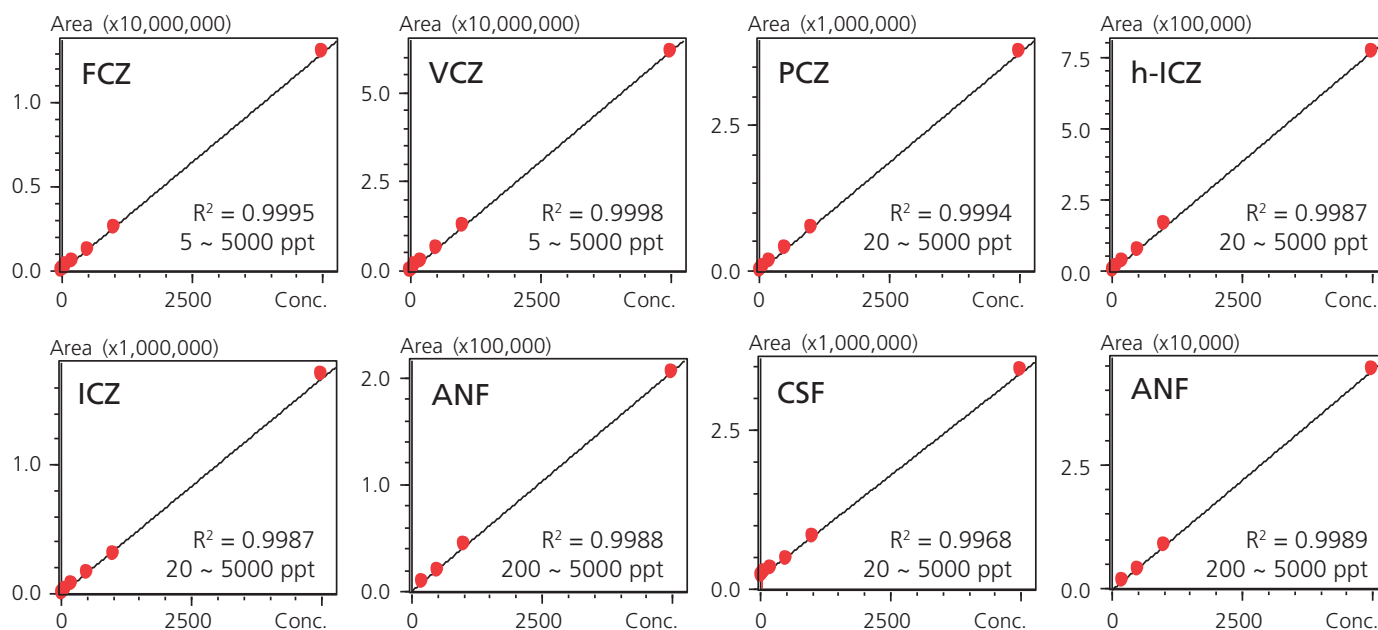 Area (x10,000,000)
FCZ
1.0
0.5
0.0
R² = 0.9995
5 ~ 5000 ppt
0 2500 Conc.
Area (x10,000,000)
VCZ
5.0
2.5
0.0
R² = 0.9998
5 ~ 5000 ppt
0 2500 Conc.
Area (x1,000,000)
PCZ
2.5
0.0
R² = 0.9994
20 ~ 5000 ppt
0 2500 Conc.
Area (x100,000)
h-ICZ
7.5
5.0
2.5
0.0
R² = 0.9987
20 ~ 5000 ppt
0 2500 Conc.
Area (x1,000,000)
ICZ
1.0
0.0
R² = 0.9987
20 ~ 5000 ppt
0 2500 Conc.
Area (x100,000)
ANF
2.0
1.0
0.0
R² = 0.9988
200 ~ 5000 ppt
0 2500 Conc.
Area (x1,000,000)
CSF
2.5
0.0
R² = 0.9968
20 ~ 5000 ppt
0 2500 Conc.
Area (x10,000)
ANF
2.5
0.0
R² = 0.9989
200 ~ 5000 ppt
0 2500 Conc.